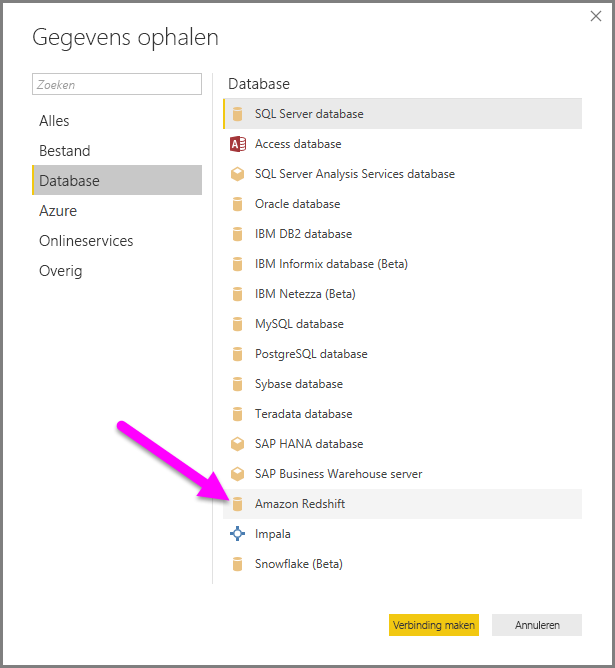 Gegevens ophalen
Zoeken
Alles
Bestand
Database
Azure
Onlineservices
Overig
Database
SQL Server database
A Access database
SQL Server Analysis Services database
Oracle database
IBM DB2 database
IBM Informix database (Beta)
IBM Netezza (Beta)
MySQL database
PostgreSQL database
Sybase database
Teradata database
SAP HANA database
SAP Business Warehouse server
Amazon Redshift
Impala
Snowflake (Beta)
Verbinding maken
Annuleren